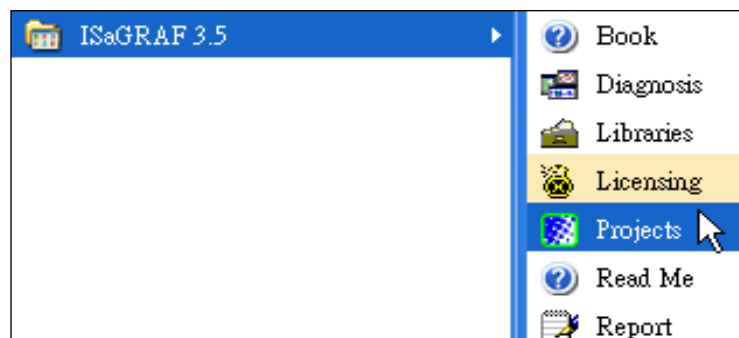 ISaGRAF 3.5
Book
Diagnosis
Libraries
Licensing
Projects
Read Me
Report